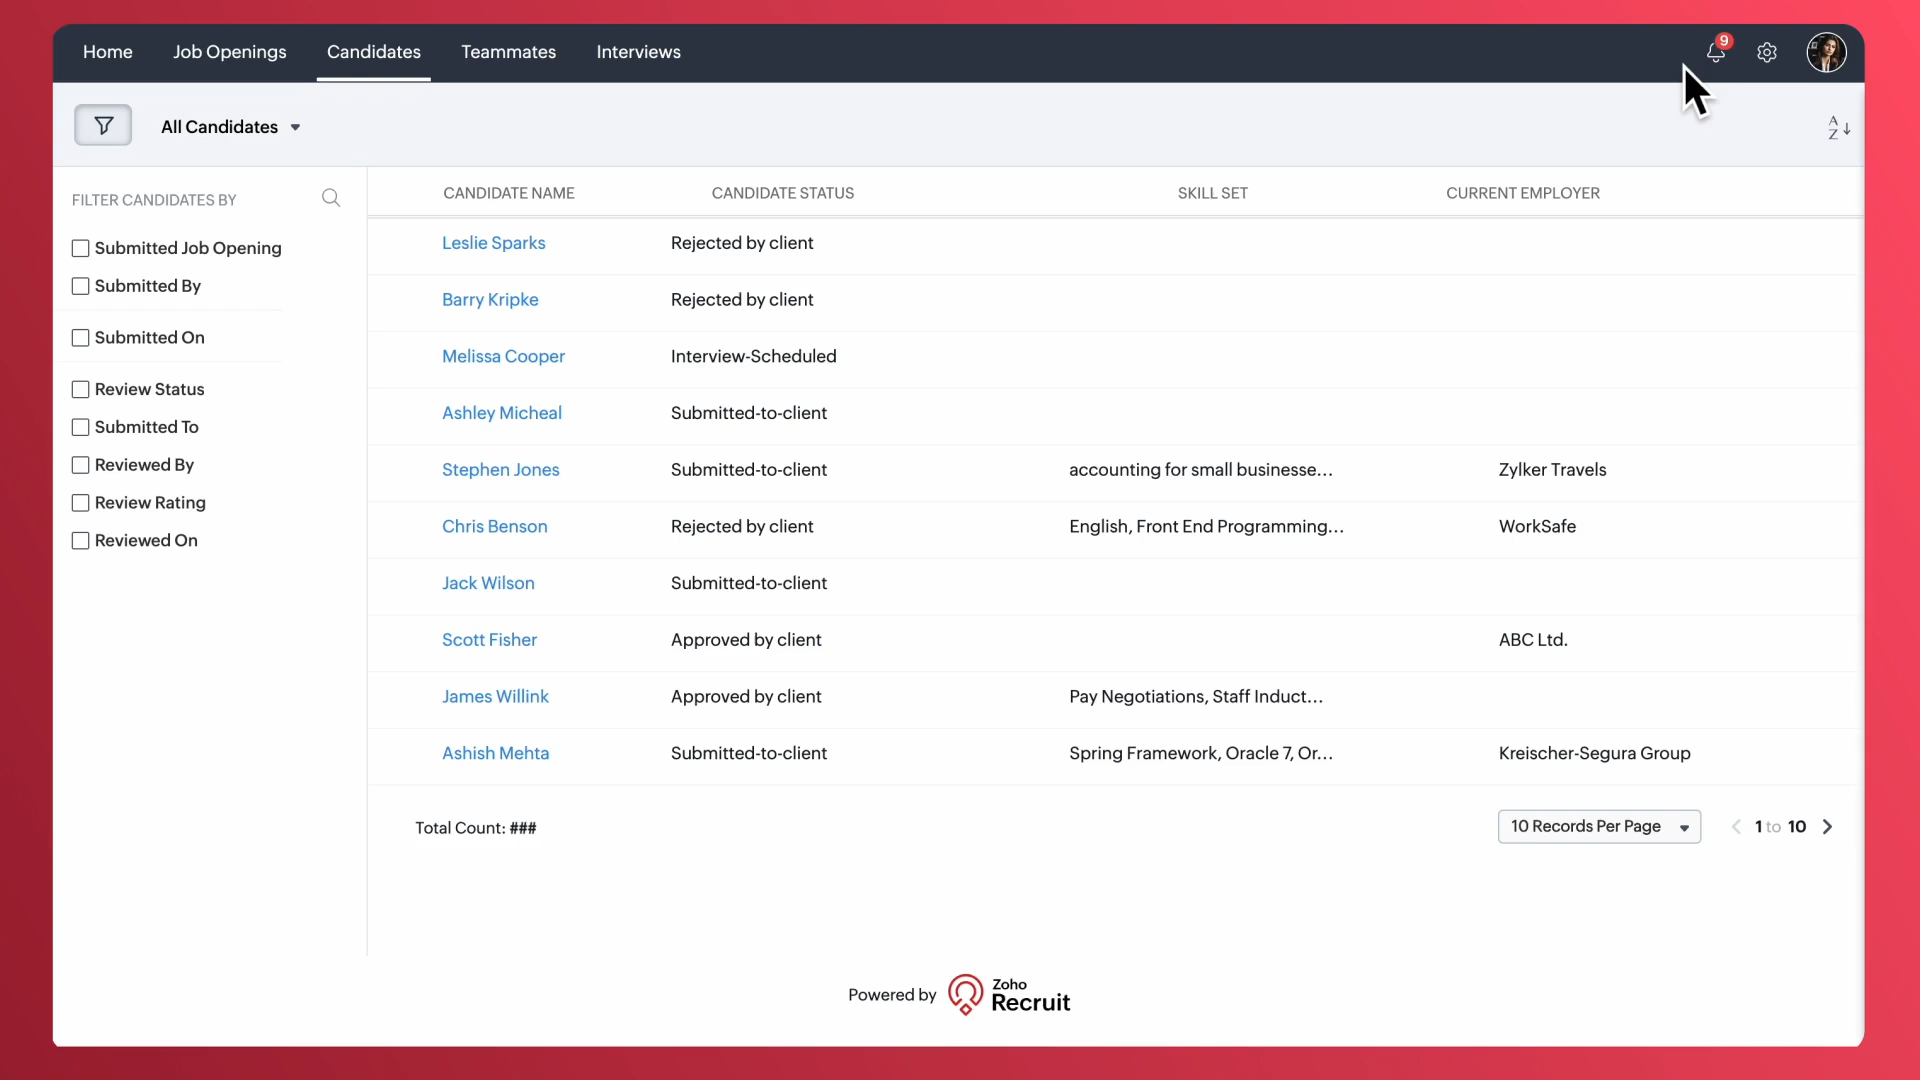 Home Job Openings Candidates Teammates Interviews 9
All Candidates A Z
FILTER CANDIDATES BY
Submitted Job Opening
Submitted By
Submitted On
Review Status
Submitted To
Reviewed By
Review Rating
Reviewed On
CANDIDATE NAME CANDIDATE STATUS SKILL SET CURRENT EMPLOYER
Leslie Sparks Rejected by client
Barry Kripke Rejected by client
Melissa Cooper Interview-Scheduled
Ashley Micheal Submitted-to-client
Stephen Jones Submitted-to-client accounting for small businesse... Zylker Travels
Chris Benson Rejected by client English, Front End Programming... WorkSafe
Jack Wilson Submitted-to-client
Scott Fisher Approved by client ABC Ltd.
James Willink Approved by client Pay Negotiations, Staff Induct...
Ashish Mehta Submitted-to-client Spring Framework, Oracle 7, Or... Kreischer-Segura Group
Total Count: ### 10 Records Per Page 1 to 10
Powered by Zoho Recruit